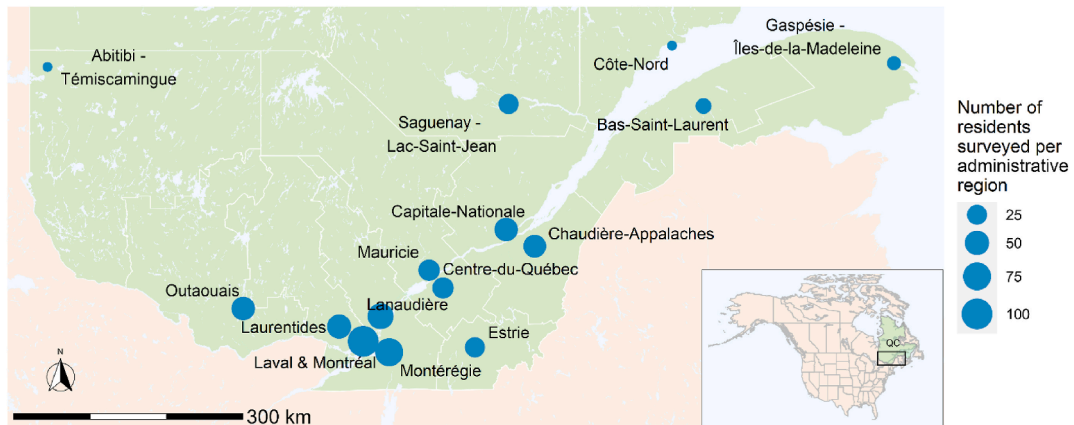 Gaspésie -
Îles-de-la-Madeleine
Abitibi -
Témiscamingue
Côte-Nord
Saguenay -
Lac-Saint-Jean
Bas-Saint-Laurent
Capitale-Nationale
Chaudière-Appalaches
Mauricie
Centre-du-Québec
Outaouais
Lanaudière
Laurentides
Estrie
Laval & Montréal
Montérégie
N
300 km
QC
Number of
residents
surveyed per
administrative
region
25
50
75
100